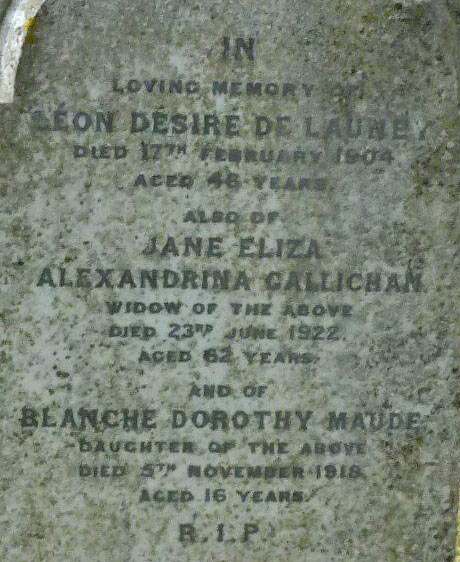 IN
LOVING MEMORY OF
LÉON DÉSIRÉ DE LAUNEY
DIED 17TH FEBRUARY 1904
AGED 46 YEARS
ALSO OF
JANE ELIZA
ALEXANDRINA GALLICHAN
WIDOW OF THE ABOVE
DIED 23RD JUNE 1922
AGED 62 YEARS.
AND OF
BLANCHE DOROTHY MAUDE
DAUGHTER OF THE ABOVE
DIED 5TH NOVEMBER 1918
AGED 16 YEARS.
R.I.P.